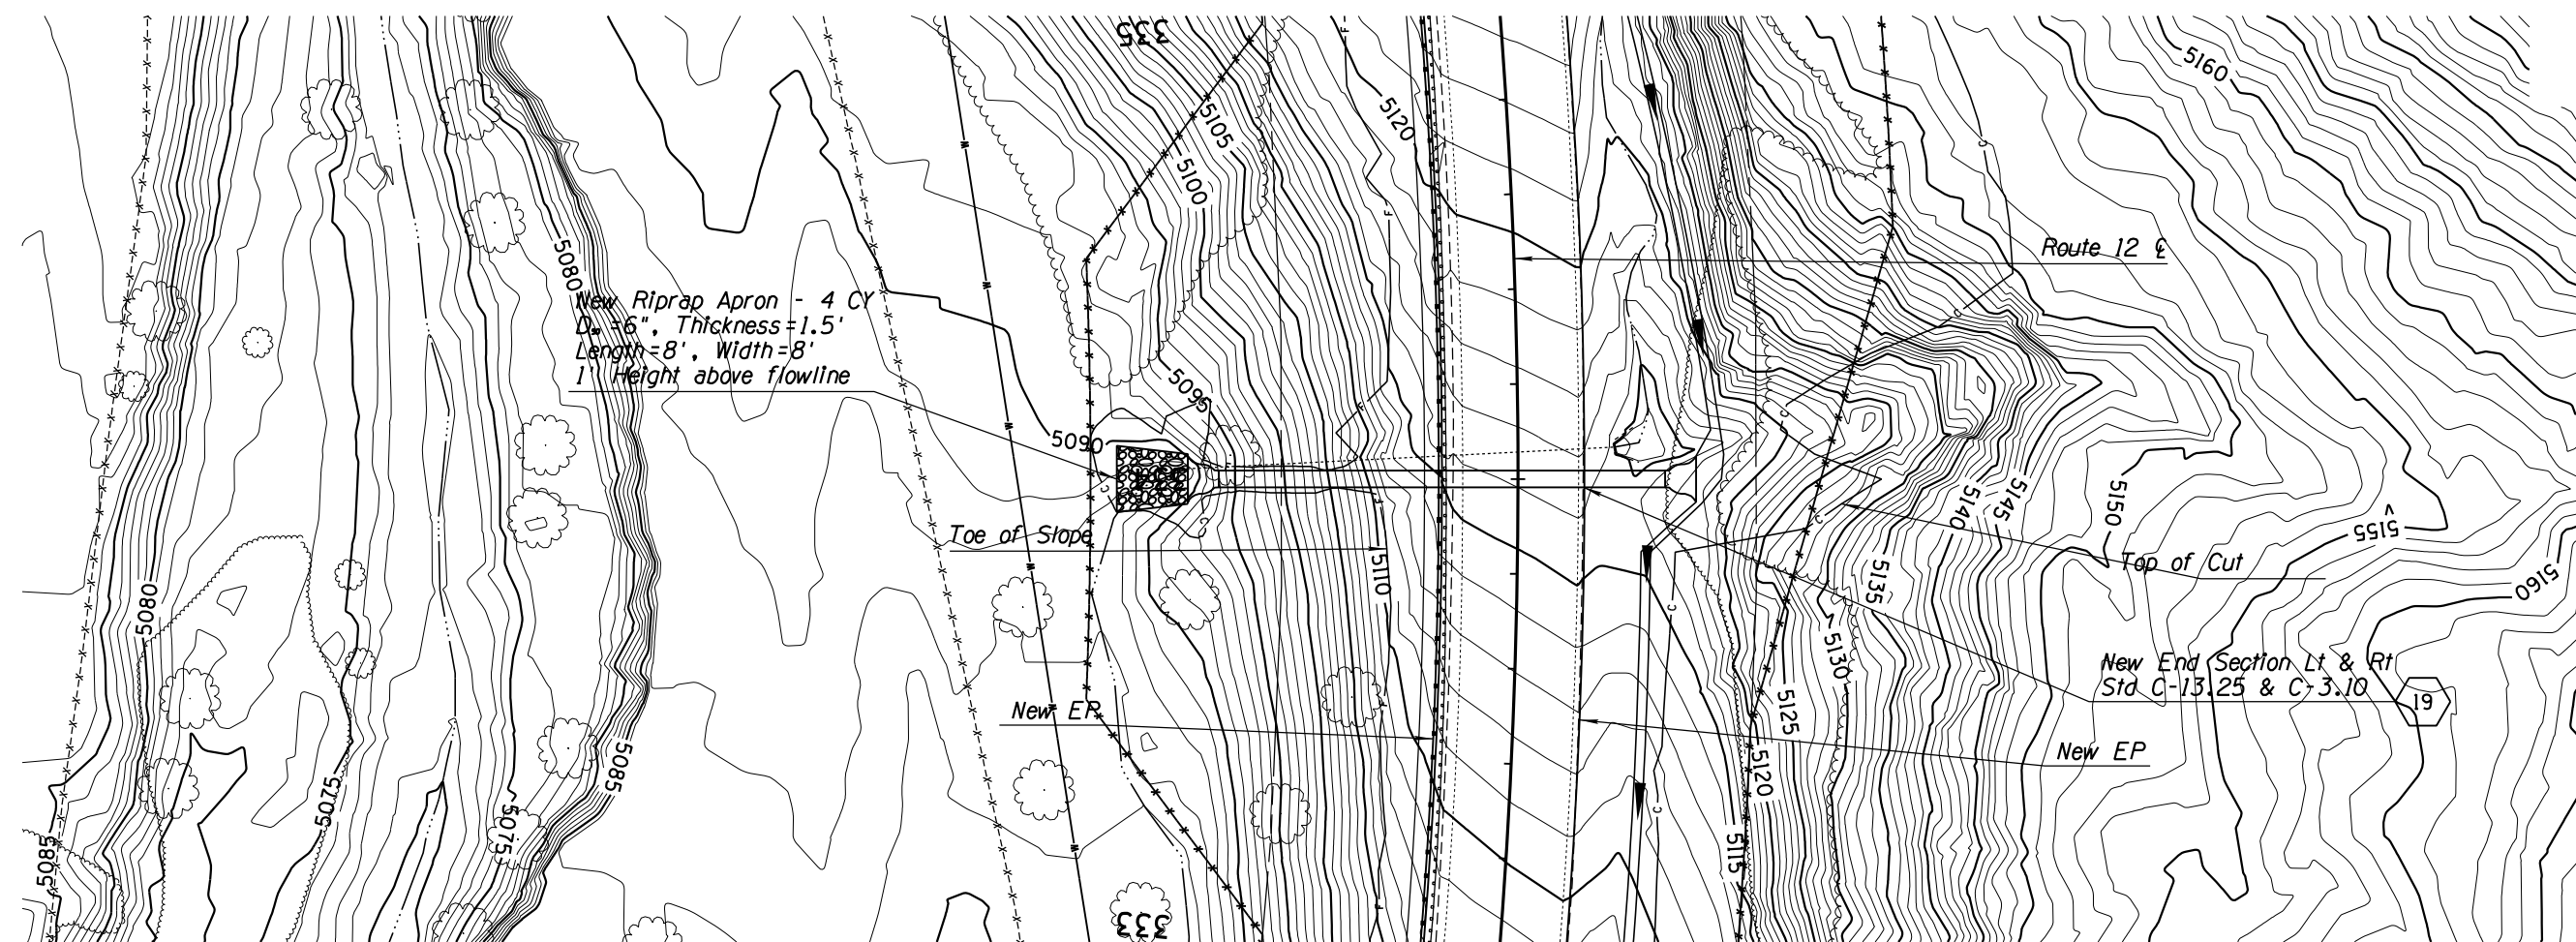 335
5160
5120
5105
5100
5080
Route 12 ℄
New Riprap Apron - 4 CY
D50=6", Thickness=1.5'
Length=8', Width=8'
1' Height above flowline
5095
5090
334
Toe of Slope
5110
5140
5145
5150
5155
5160
Top of Cut
5135
5130
5080
New End Section Lt & Rt
Std C-13.25 & C-3.10
19
New EP
New EP
5125
5120
5085
5075
5075
5085
5115
333